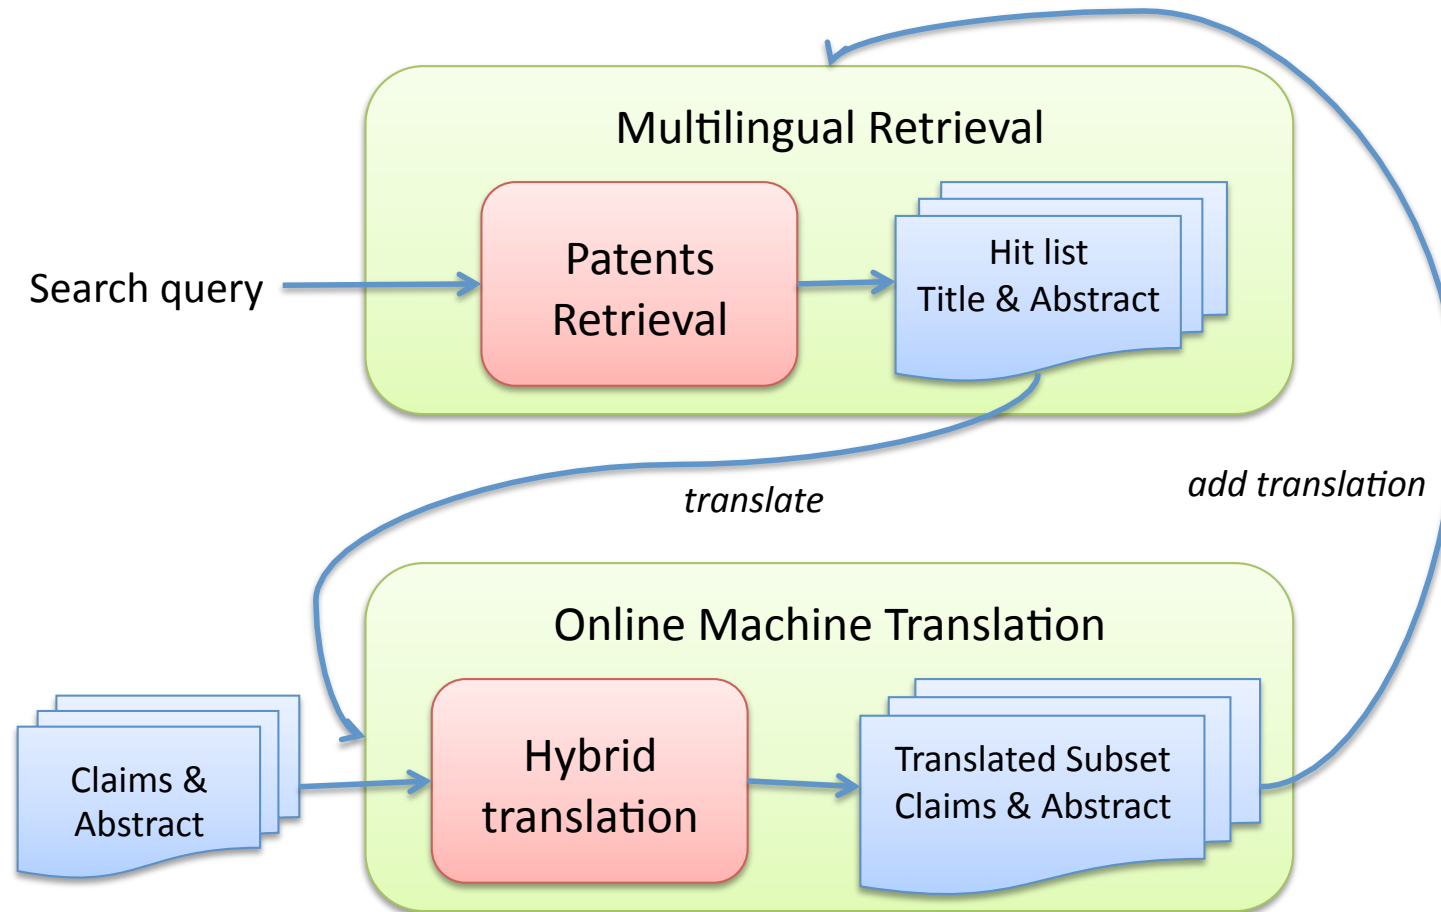 Multilingual Retrieval
Search query
Patents
Retrieval
Hit list
Title & Abstract
translate
add translation
Online Machine Translation
Claims &
Abstract
Hybrid
translation
Translated Subset
Claims & Abstract